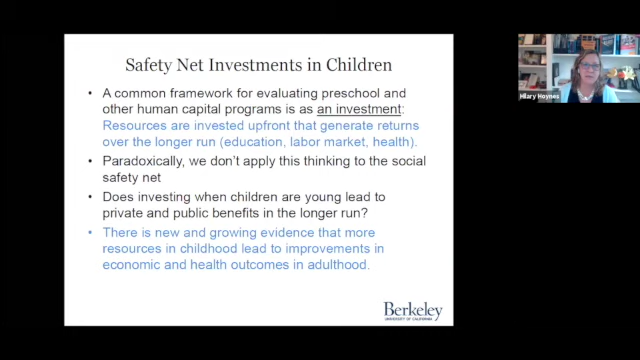 Safety Net Investments in Children
• A common framework for evaluating preschool and
other human capital programs is as an investment:
Resources are invested upfront that generate returns
over the longer run (education, labor market, health).
• Paradoxically, we don't apply this thinking to the social
safety net
• Does investing when children are young lead to
private and public benefits in the longer run?
• There is new and growing evidence that more
resources in childhood lead to improvements in
economic and health outcomes in adulthood.
Berkeley
UNIVERSITY OF CALIFORNIA
Hilary Hoynes